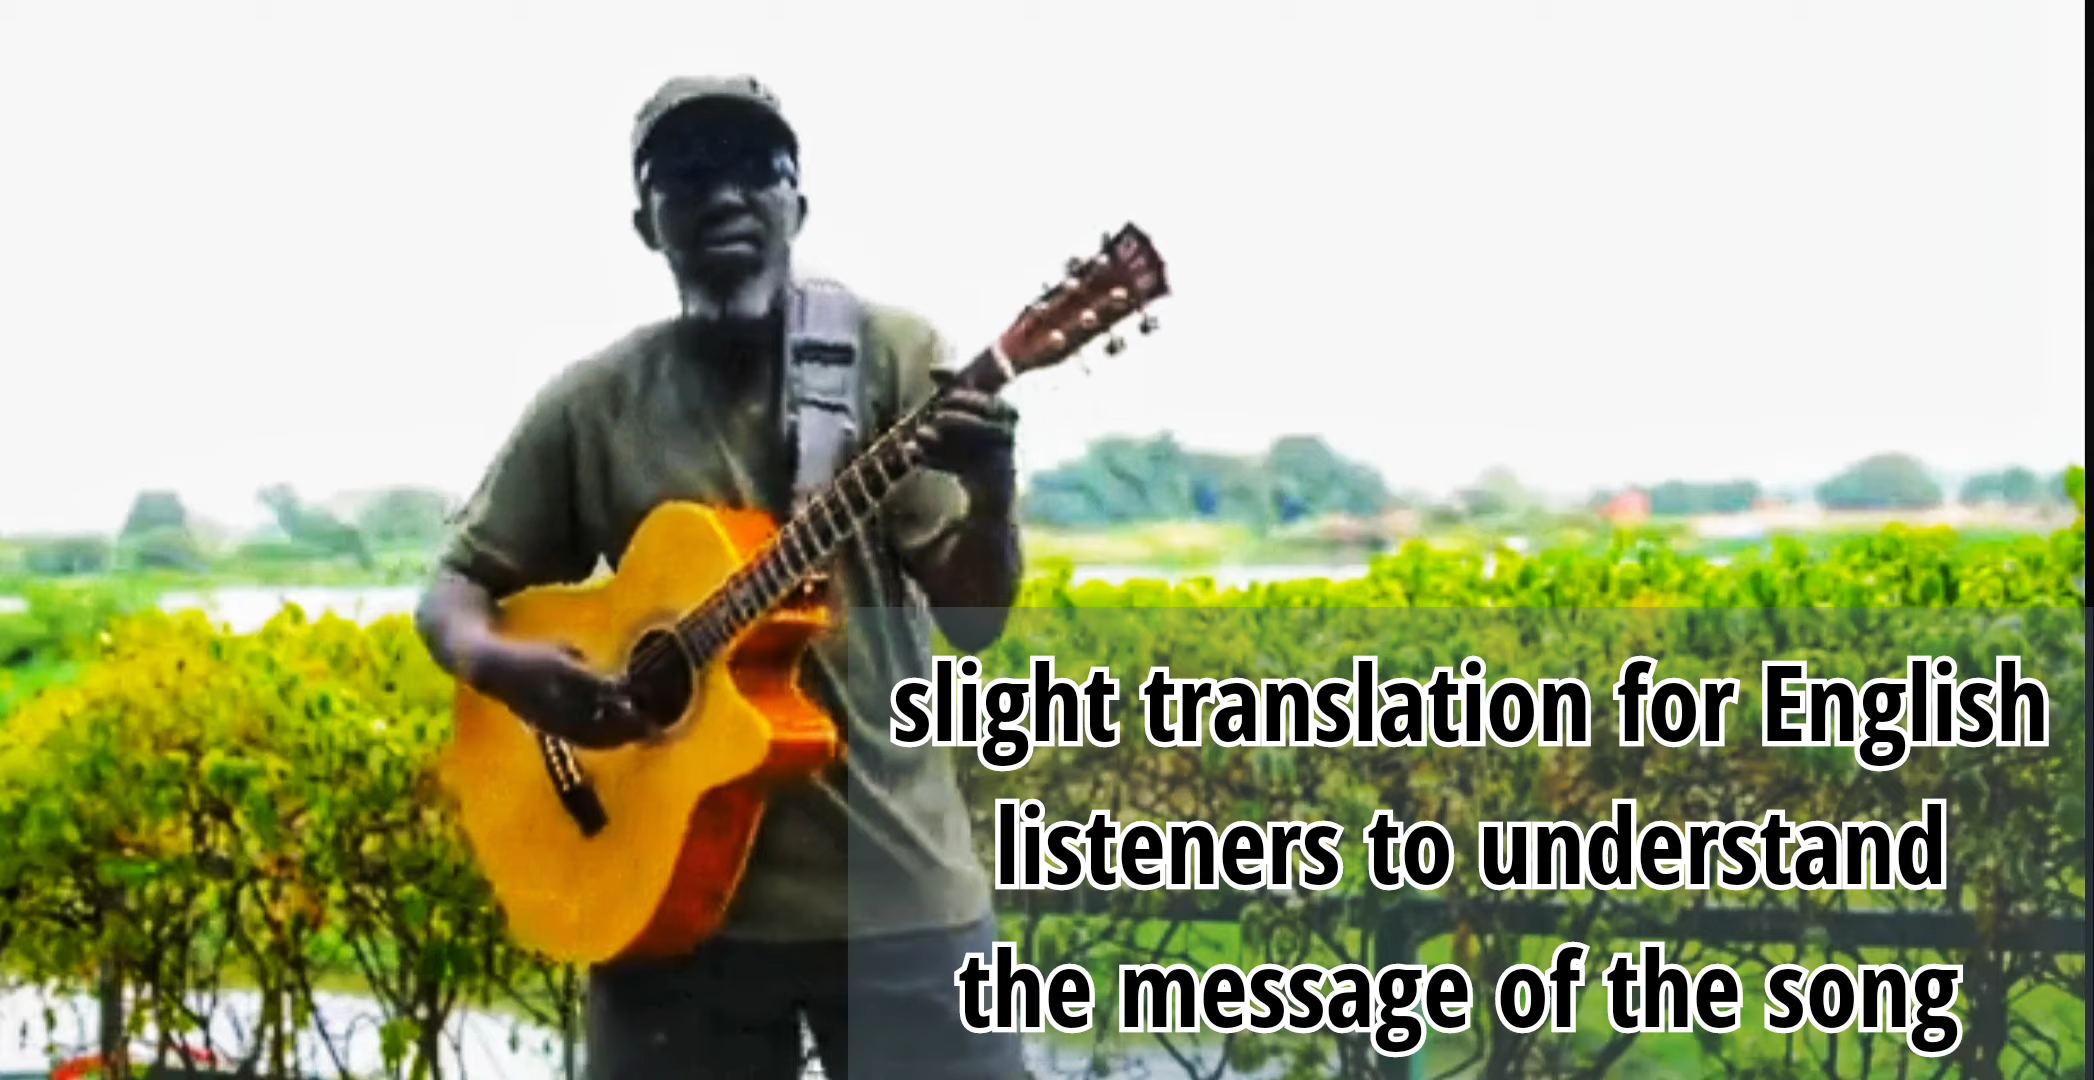 slight translation for English
listeners to understand
the message of the song